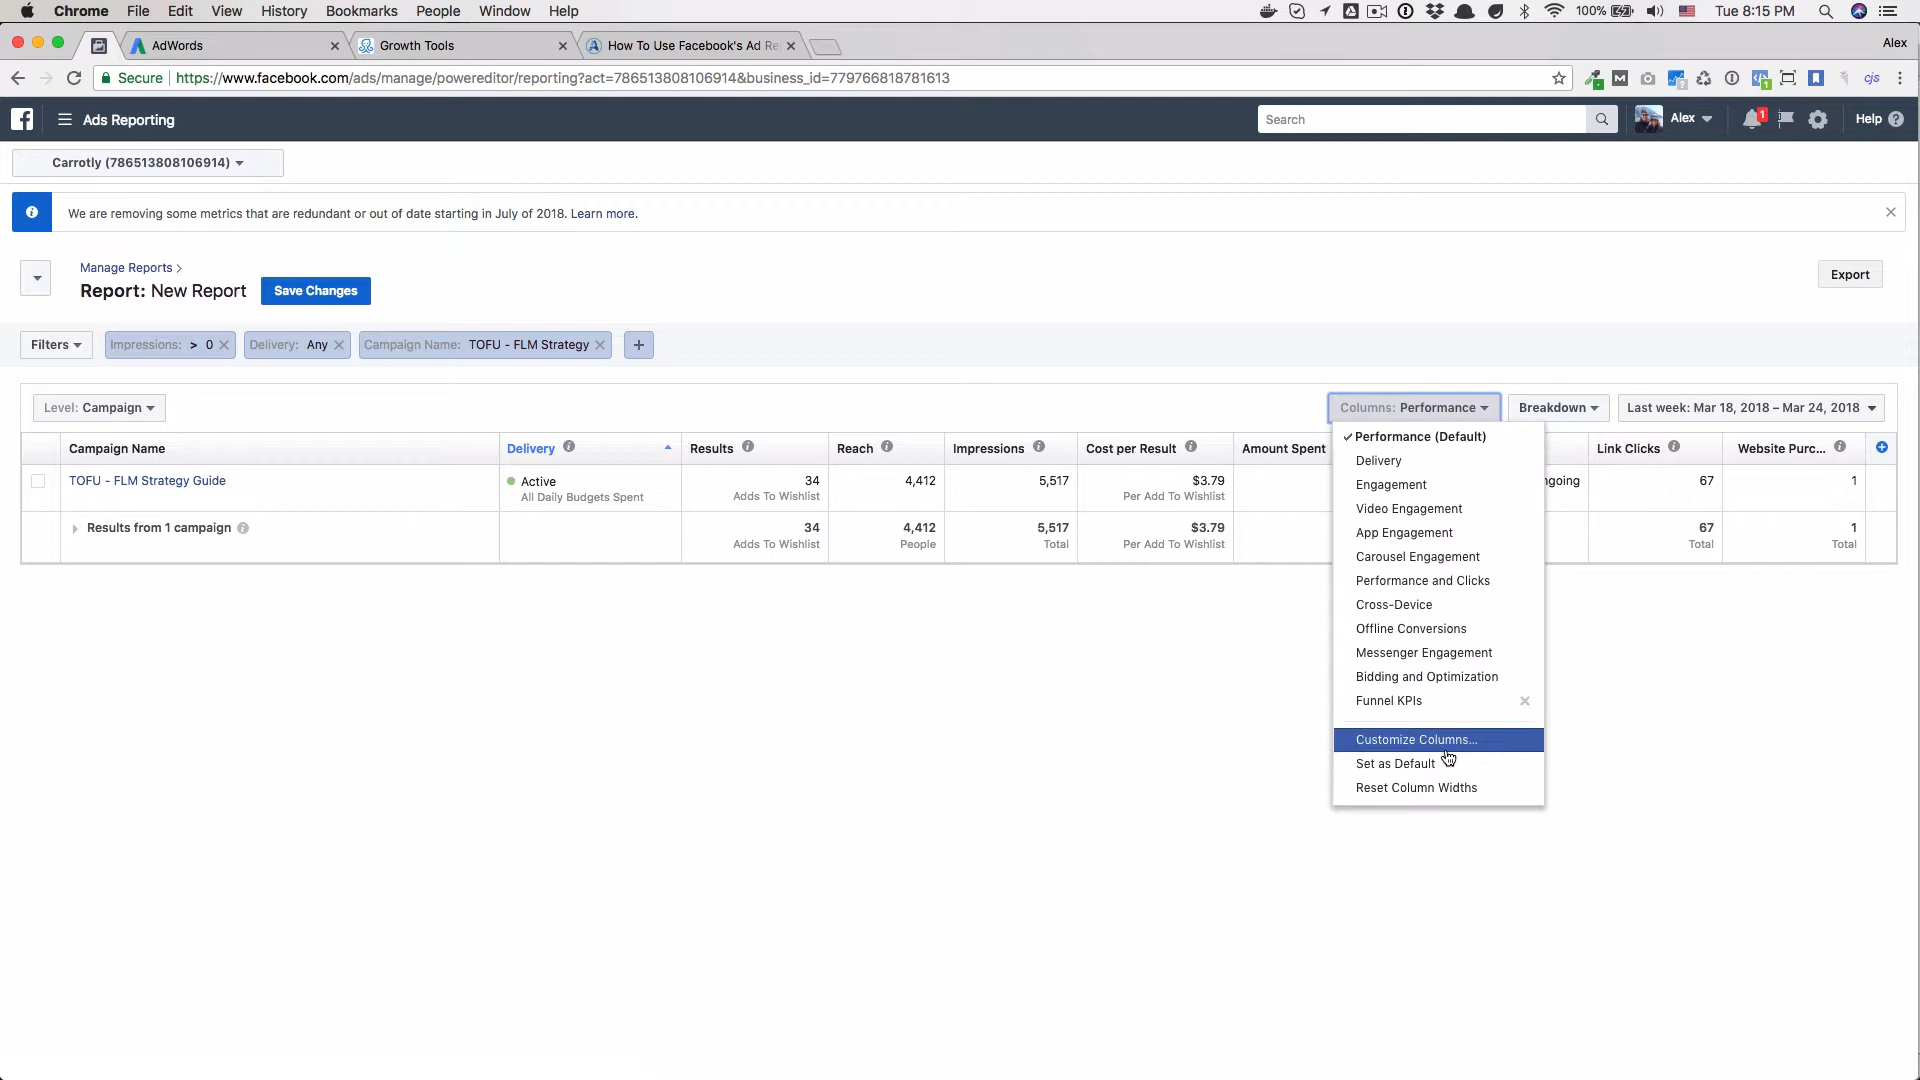 Chrome File Edit View History Bookmarks People Window Help 100% Tue 8:15 PM
AdWords Growth Tools How To Use Facebook's Ad Re Alex
Secure https://www.facebook.com/ads/manage/powereditor/reporting?act=786513808106914&business_id=779766818781613 cjs
Ads Reporting Search Alex 1 Help
Carrotly (786513808106914)
We are removing some metrics that are redundant or out of date starting in July of 2018. Learn more.
Manage Reports >
Report: New Report Save Changes Export
Filters Impressions: > 0 Delivery: Any Campaign Name: TOFU - FLM Strategy +
Level: Campaign Columns: Performance Breakdown Last week: Mar 18, 2018 – Mar 24, 2018
Campaign Name Delivery Results Reach Impressions Cost per Result Amount Spent Link Clicks Website Purc...
TOFU - FLM Strategy Guide Active 34 4,412 5,517 $3.79 ngoing 67 1
All Daily Budgets Spent Adds To Wishlist Per Add To Wishlist
Results from 1 campaign 34 4,412 5,517 $3.79 67 1
Adds To Wishlist People Total Per Add To Wishlist Total Total
Performance (Default)
Delivery
Engagement
Video Engagement
App Engagement
Carousel Engagement
Performance and Clicks
Cross-Device
Offline Conversions
Messenger Engagement
Bidding and Optimization
Funnel KPIs
Customize Columns...
Set as Default
Reset Column Widths